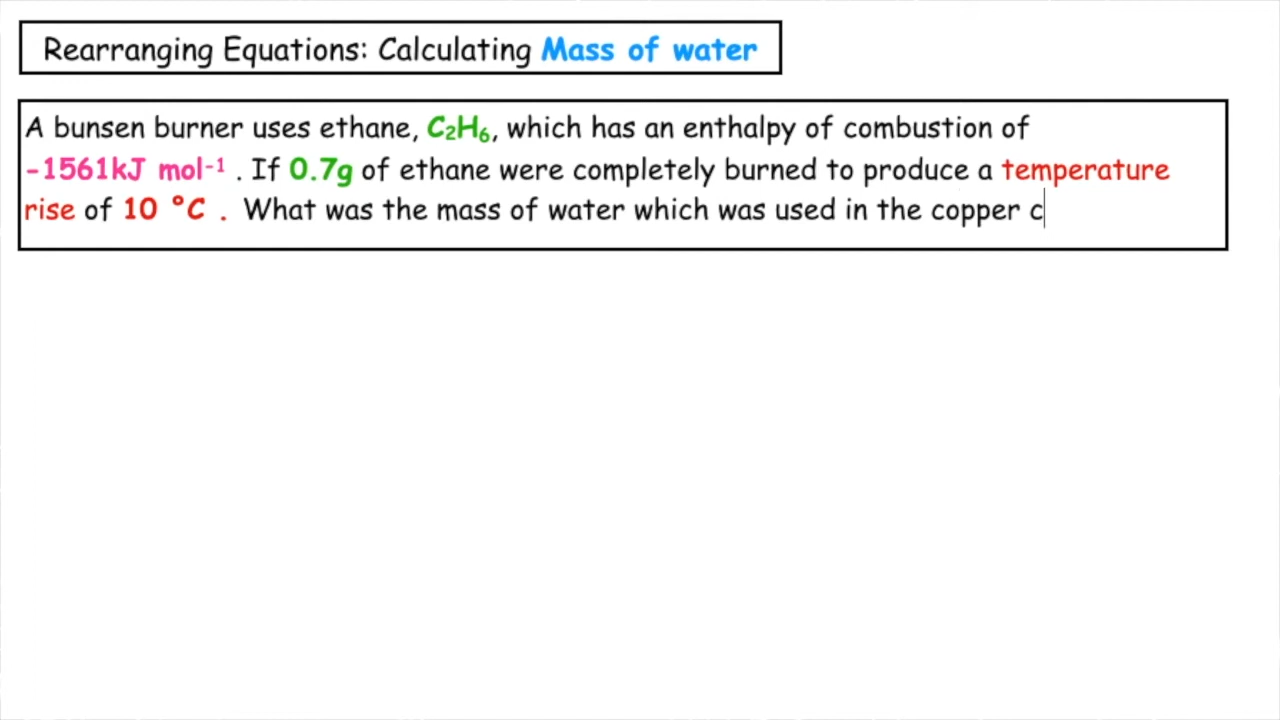 Rearranging Equations: Calculating Mass of water
A bunsen burner uses ethane, C₂H₆, which has an enthalpy of combustion of
-1561kJ mol⁻¹ . If 0.7g of ethane were completely burned to produce a temperature
rise of 10 °C . What was the mass of water which was used in the copper c